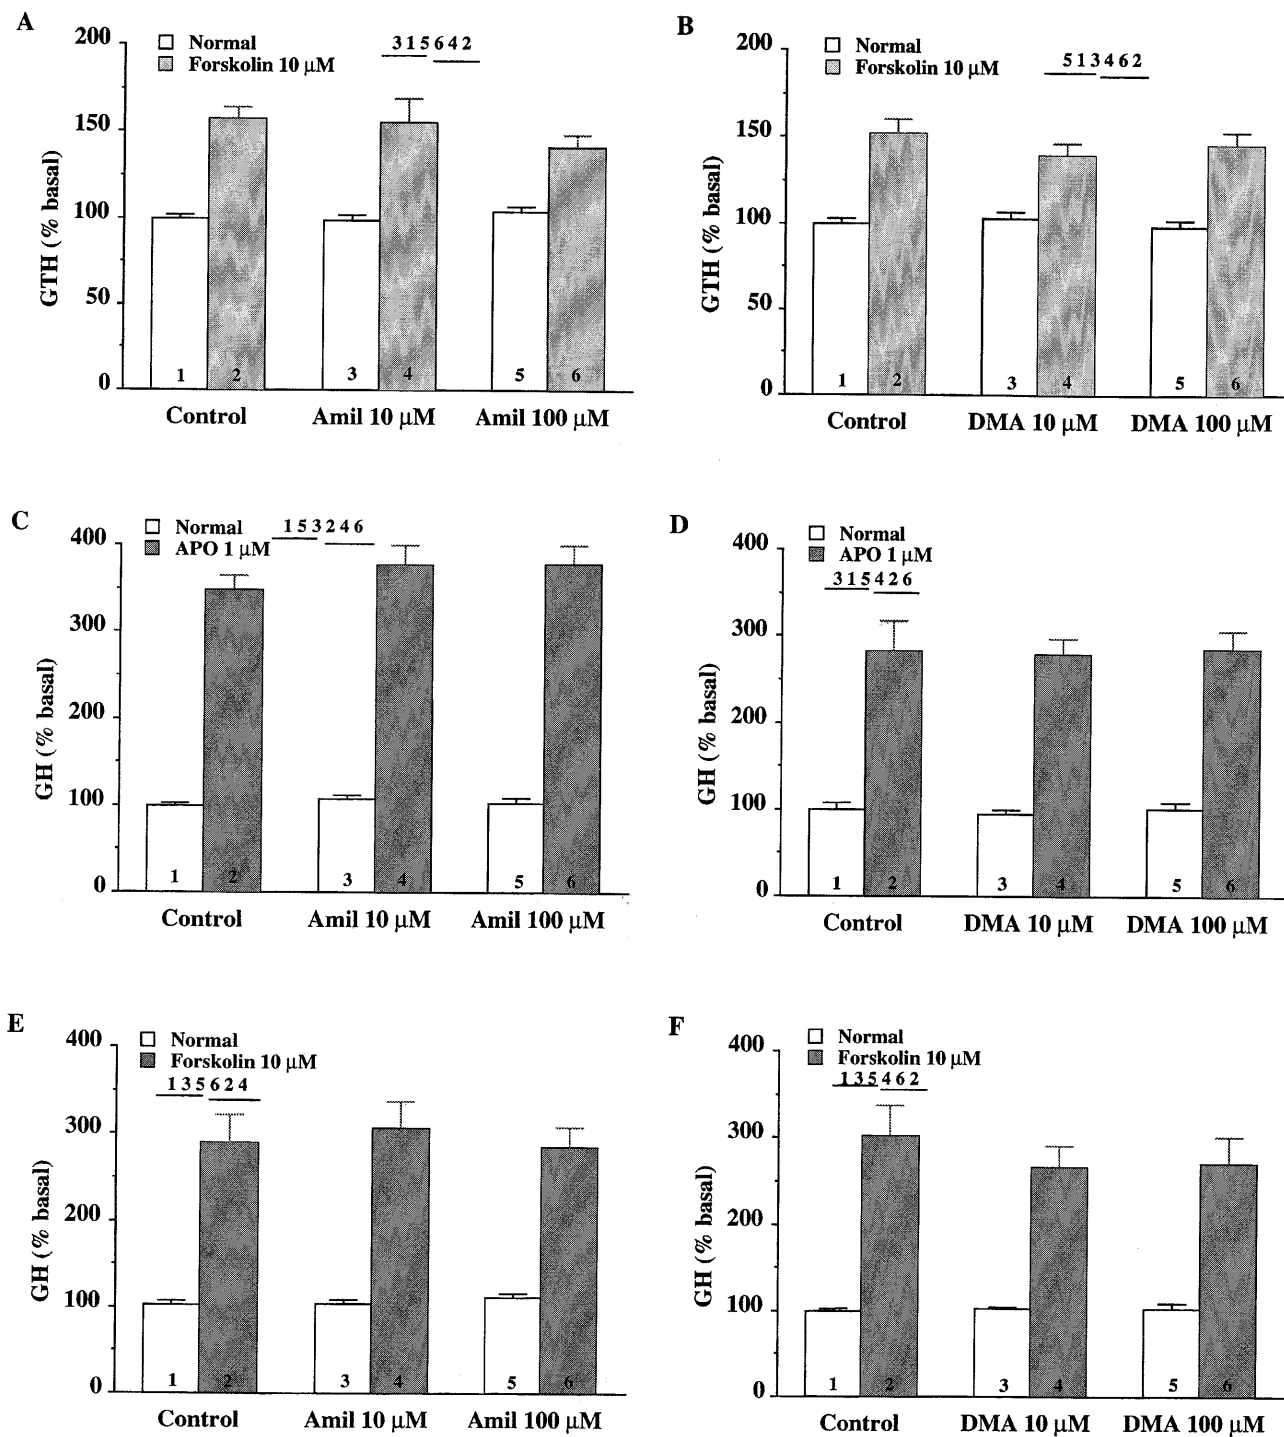 A
GTH (% basal)
200
150
100
50
0
Normal
Forskolin 10 μM
3 1 5 6 4 2
1 2 3 4 5 6
Control Amil 10 μM Amil 100 μM
B
GTH (% basal)
200
150
100
50
0
Normal
Forskolin 10 μM
5 1 3 4 6 2
1 2 3 4 5 6
Control DMA 10 μM DMA 100 μM
C
GH (% basal)
400
300
200
100
0
Normal
APO 1 μM
1 5 3 2 4 6
1 2 3 4 5 6
Control Amil 10 μM Amil 100 μM
D
GH (% basal)
400
300
200
100
0
Normal
APO 1 μM
3 1 5 4 2 6
1 2 3 4 5 6
Control DMA 10 μM DMA 100 μM
E
GH (% basal)
400
300
200
100
0
Normal
Forskolin 10 μM
1 3 5 6 2 4
1 2 3 4 5 6
Control Amil 10 μM Amil 100 μM
F
GH (% basal)
400
300
200
100
0
Normal
Forskolin 10 μM
1 3 5 4 6 2
1 2 3 4 5 6
Control DMA 10 μM DMA 100 μM